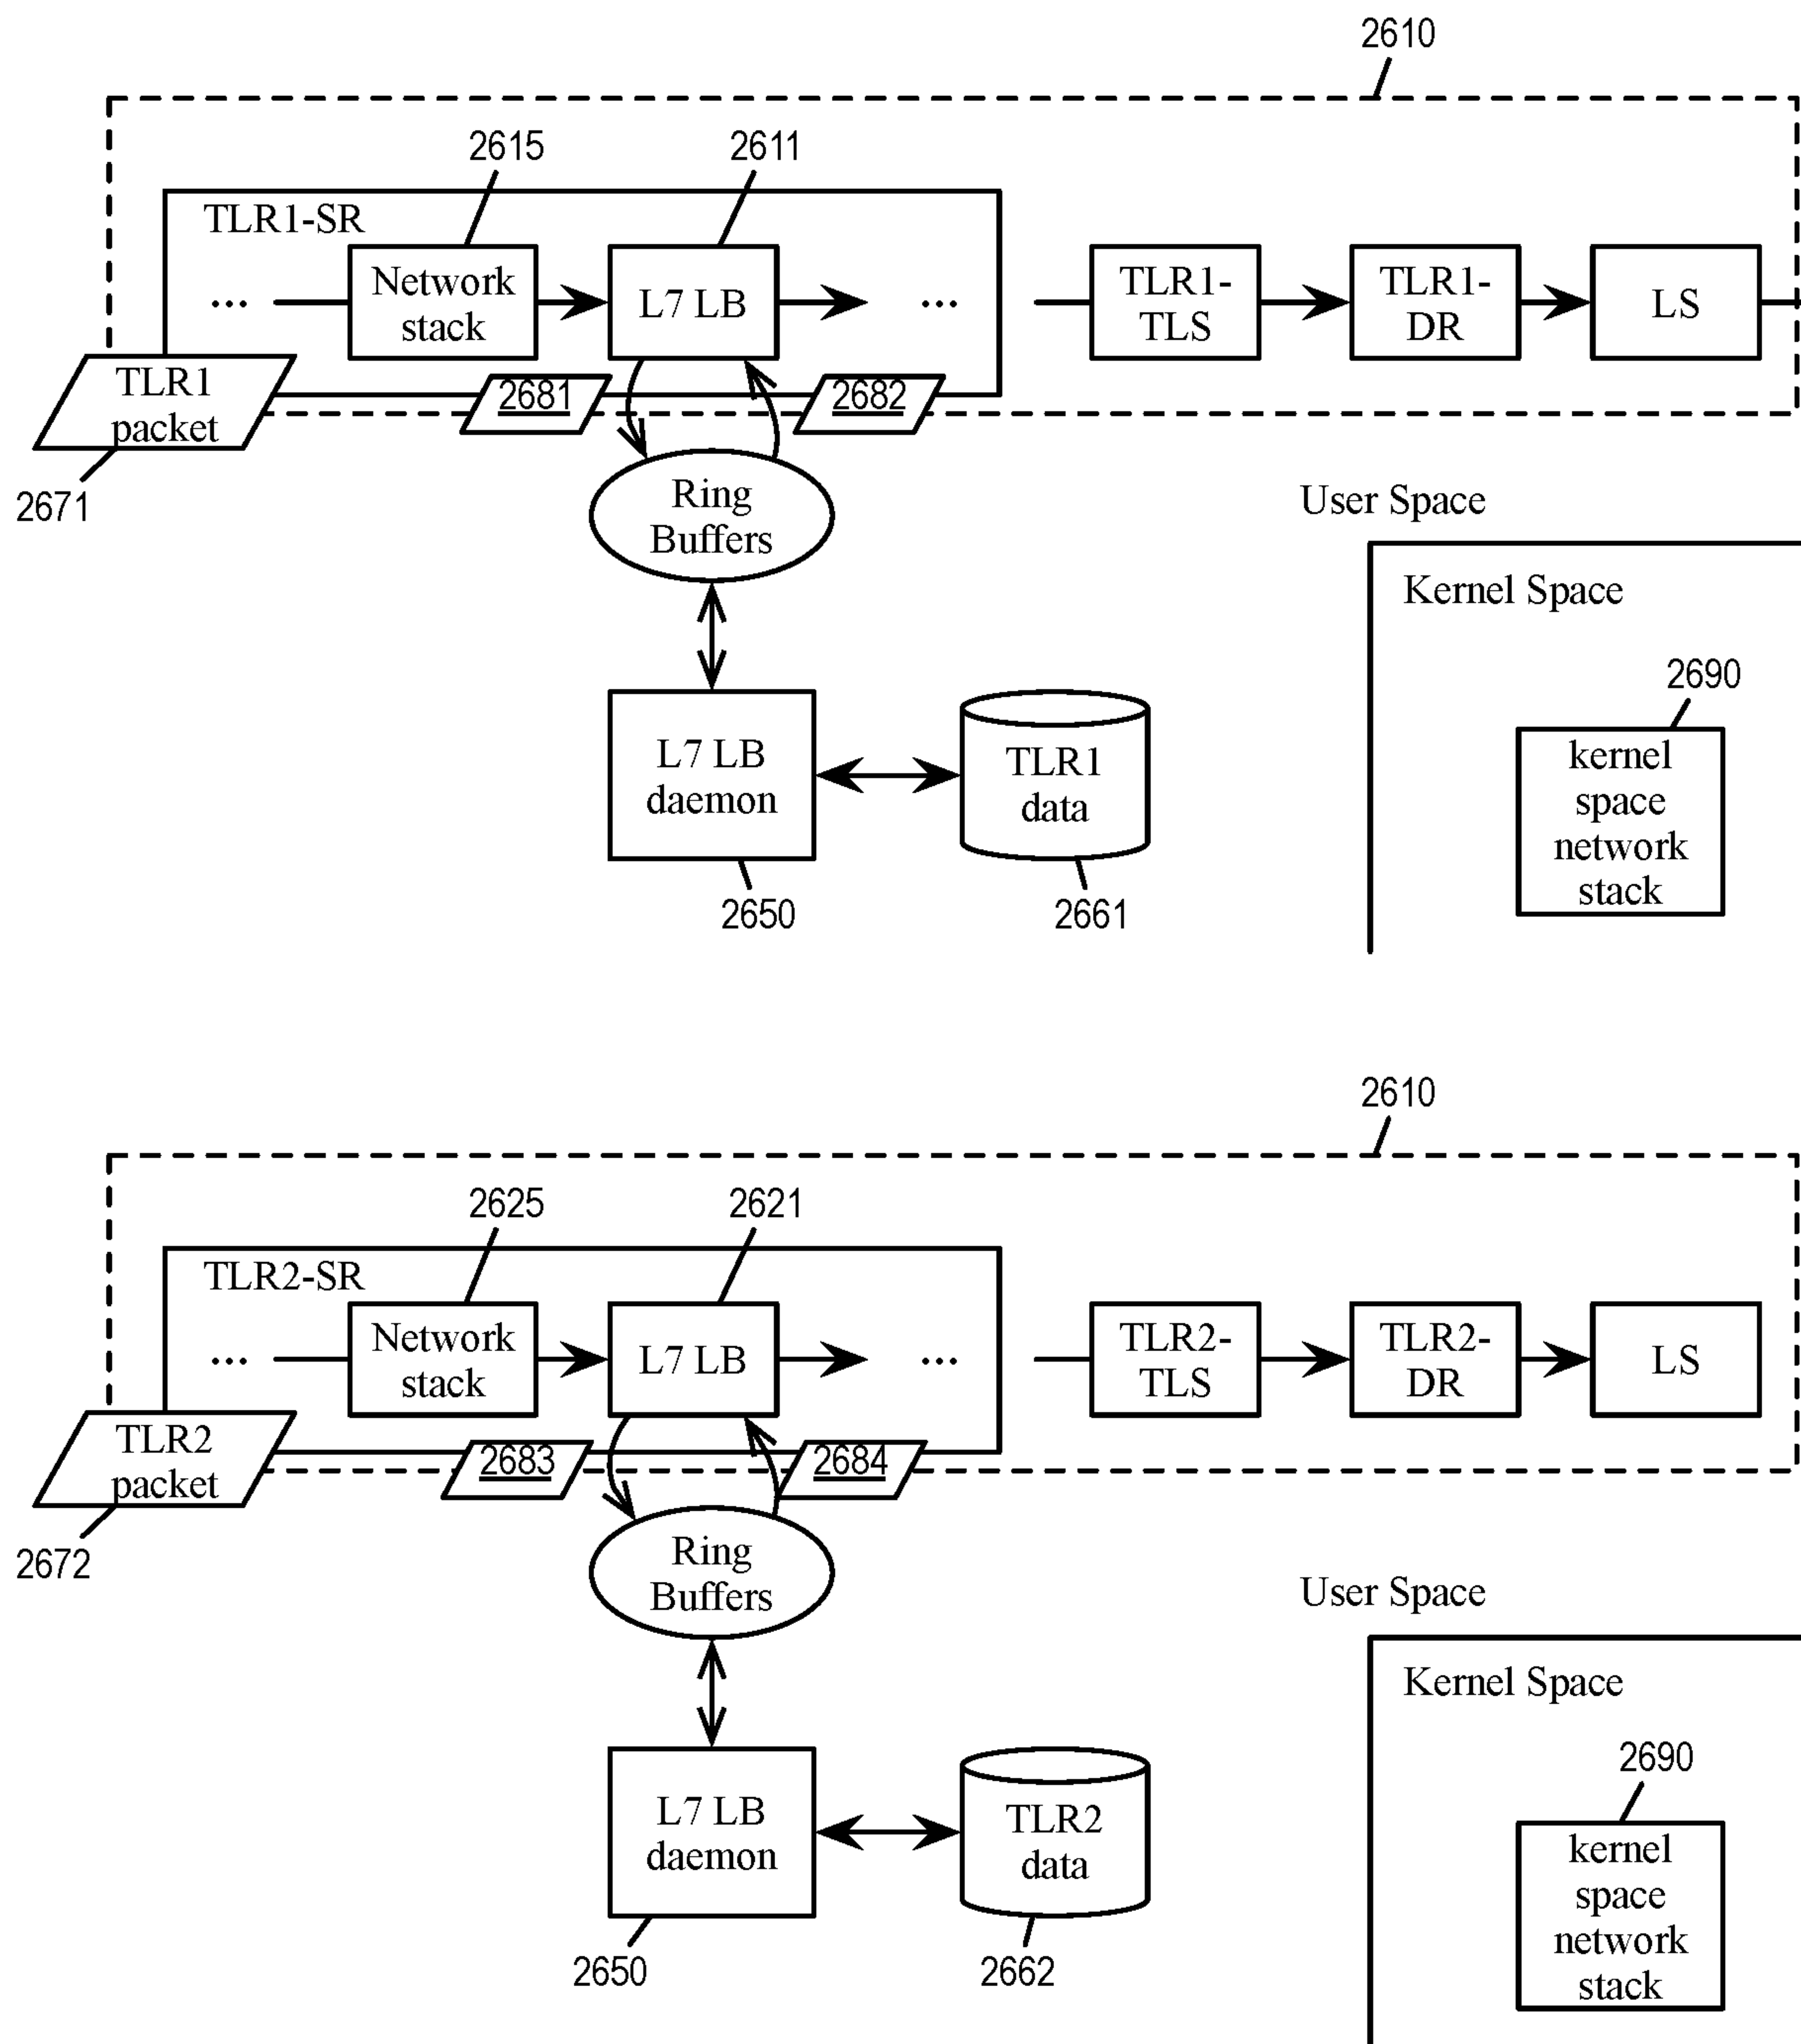 2610
2615
2611
TLR1-SR
...
Network
stack
L7 LB
...
TLR1-
TLS
TLR1-
DR
LS
TLR1
packet
2681
2682
2671
Ring
Buffers
User Space
Kernel Space
2690
kernel
space
network
stack
L7 LB
daemon
TLR1
data
2650
2661
2610
2625
2621
TLR2-SR
...
Network
stack
L7 LB
...
TLR2-
TLS
TLR2-
DR
LS
TLR2
packet
2683
2684
2672
Ring
Buffers
User Space
Kernel Space
2690
kernel
space
network
stack
L7 LB
daemon
TLR2
data
2650
2662